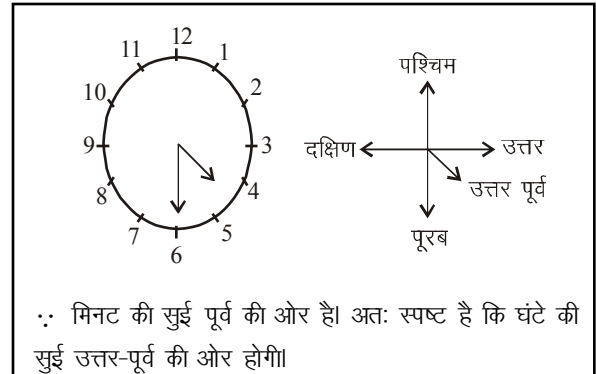 12
11
1
10
2
9
3
8
4
7
5
6
पश्चिम
दक्षिण
उत्तर
उत्तर पूर्व
पूरब
∵ मिनट की सुई पूर्व की ओर है। अत: स्पष्ट है कि घंटे की
सुई उत्तर-पूर्व की ओर होगी।